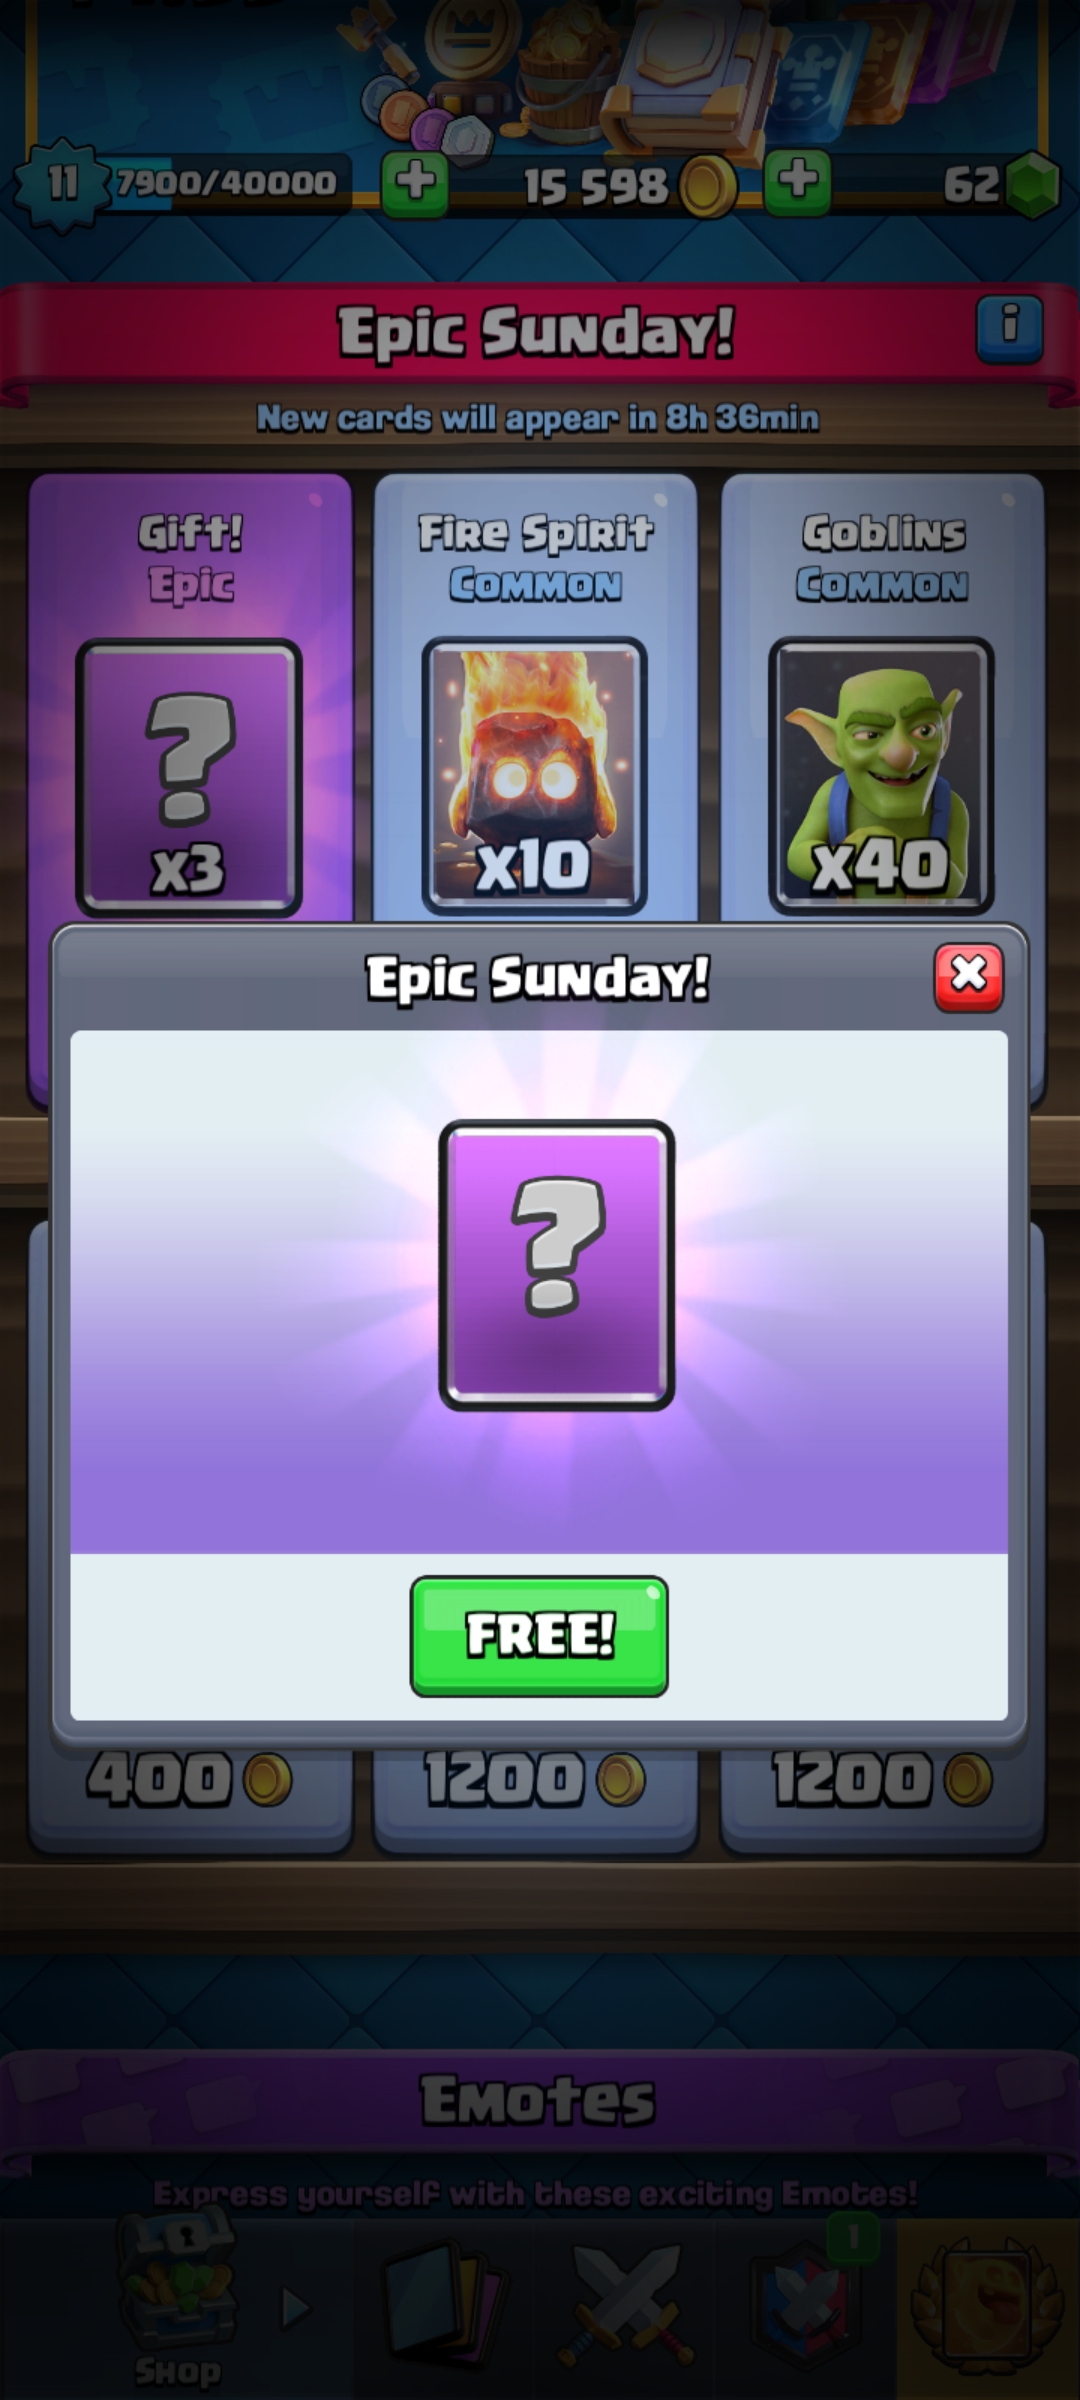 11 7900/40000 15 598 62
Epic Sunday!
i
New cards will appear in 8h 36min
Gift!
Epic
?
x3
Fire Spirit
Common
x10
Goblins
Common
x40
Epic Sunday!
?
FREE!
400 1200 1200
Emotes
Express yourself with these exciting Emotes!
1
Shop